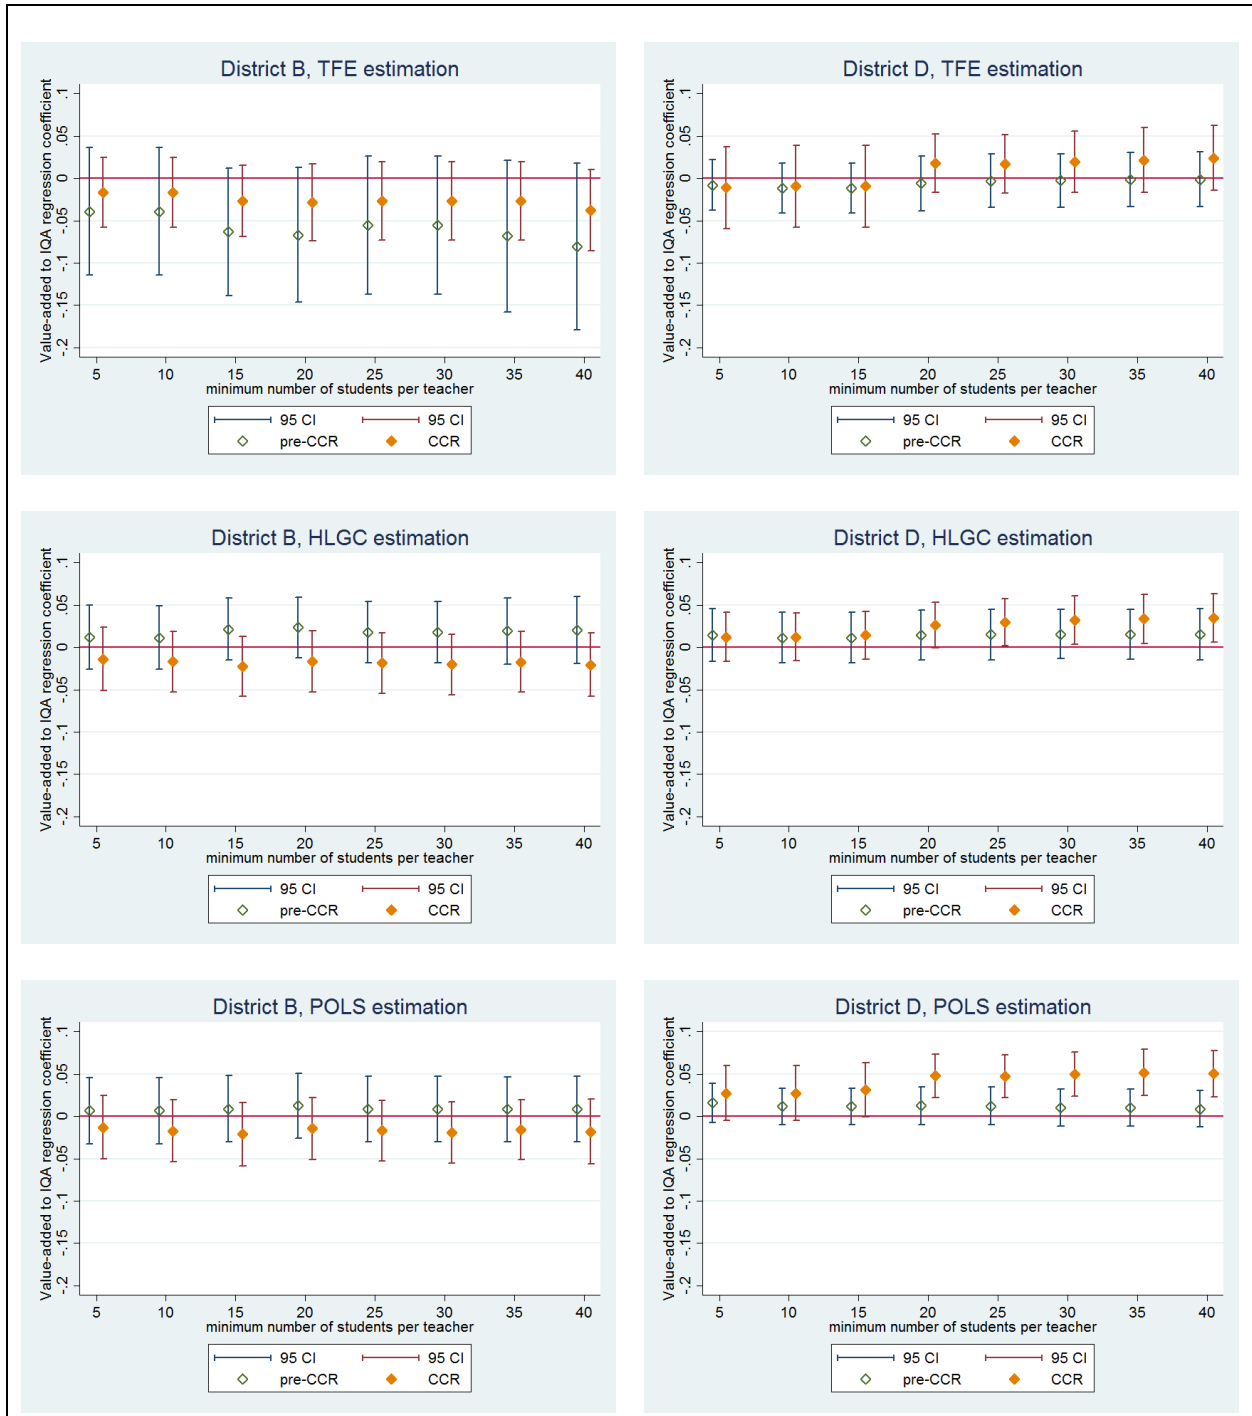 District B, TFE estimation
Value-added to IQA regression coefficient
.1
.05
0
-.05
-.1
-.15
-.2
5 10 15 20 25 30 35 40
minimum number of students per teacher
95 CI 95 CI
pre-CCR CCR
District D, TFE estimation
Value-added to IQA regression coefficient
.1
.05
0
-.05
-.1
-.15
-.2
5 10 15 20 25 30 35 40
minimum number of students per teacher
95 CI 95 CI
pre-CCR CCR
District B, HLGC estimation
Value-added to IQA regression coefficient
.1
.05
0
-.05
-.1
-.15
-.2
5 10 15 20 25 30 35 40
minimum number of students per teacher
95 CI 95 CI
pre-CCR CCR
District D, HLGC estimation
Value-added to IQA regression coefficient
.1
.05
0
-.05
-.1
-.15
-.2
5 10 15 20 25 30 35 40
minimum number of students per teacher
95 CI 95 CI
pre-CCR CCR
District B, POLS estimation
Value-added to IQA regression coefficient
.1
.05
0
-.05
-.1
-.15
-.2
5 10 15 20 25 30 35 40
minimum number of students per teacher
95 CI 95 CI
pre-CCR CCR
District D, POLS estimation
Value-added to IQA regression coefficient
.1
.05
0
-.05
-.1
-.15
-.2
5 10 15 20 25 30 35 40
minimum number of students per teacher
95 CI 95 CI
pre-CCR CCR